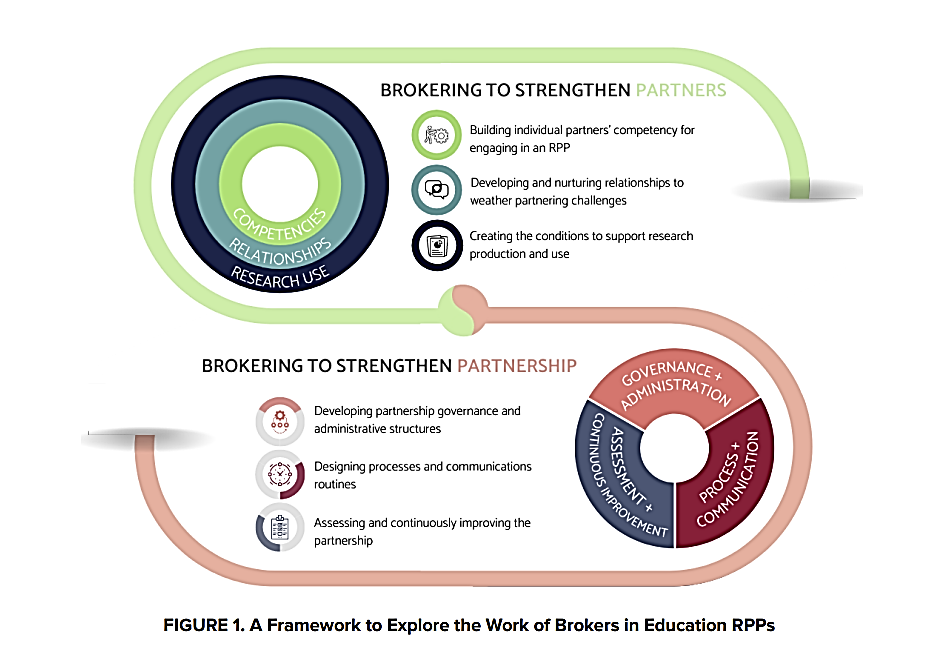 BROKERING TO STRENGTHEN PARTNERS
Building individual partners' competency for
engaging in an RPP
Developing and nurturing relationships to
weather partnering challenges
Creating the conditions to support research
production and use
COMPETENCIES
RELATIONSHIPS
RESEARCH USE
BROKERING TO STRENGTHEN PARTNERSHIP
Developing partnership governance and
administrative structures
Designing processes and communications
routines
Assessing and continuously improving the
partnership
GOVERNANCE +
ADMINISTRATION
ASSESSMENT +
CONTINUOUS IMPROVEMENT
PROCESS +
COMMUNICATION
FIGURE 1. A Framework to Explore the Work of Brokers in Education RPPs